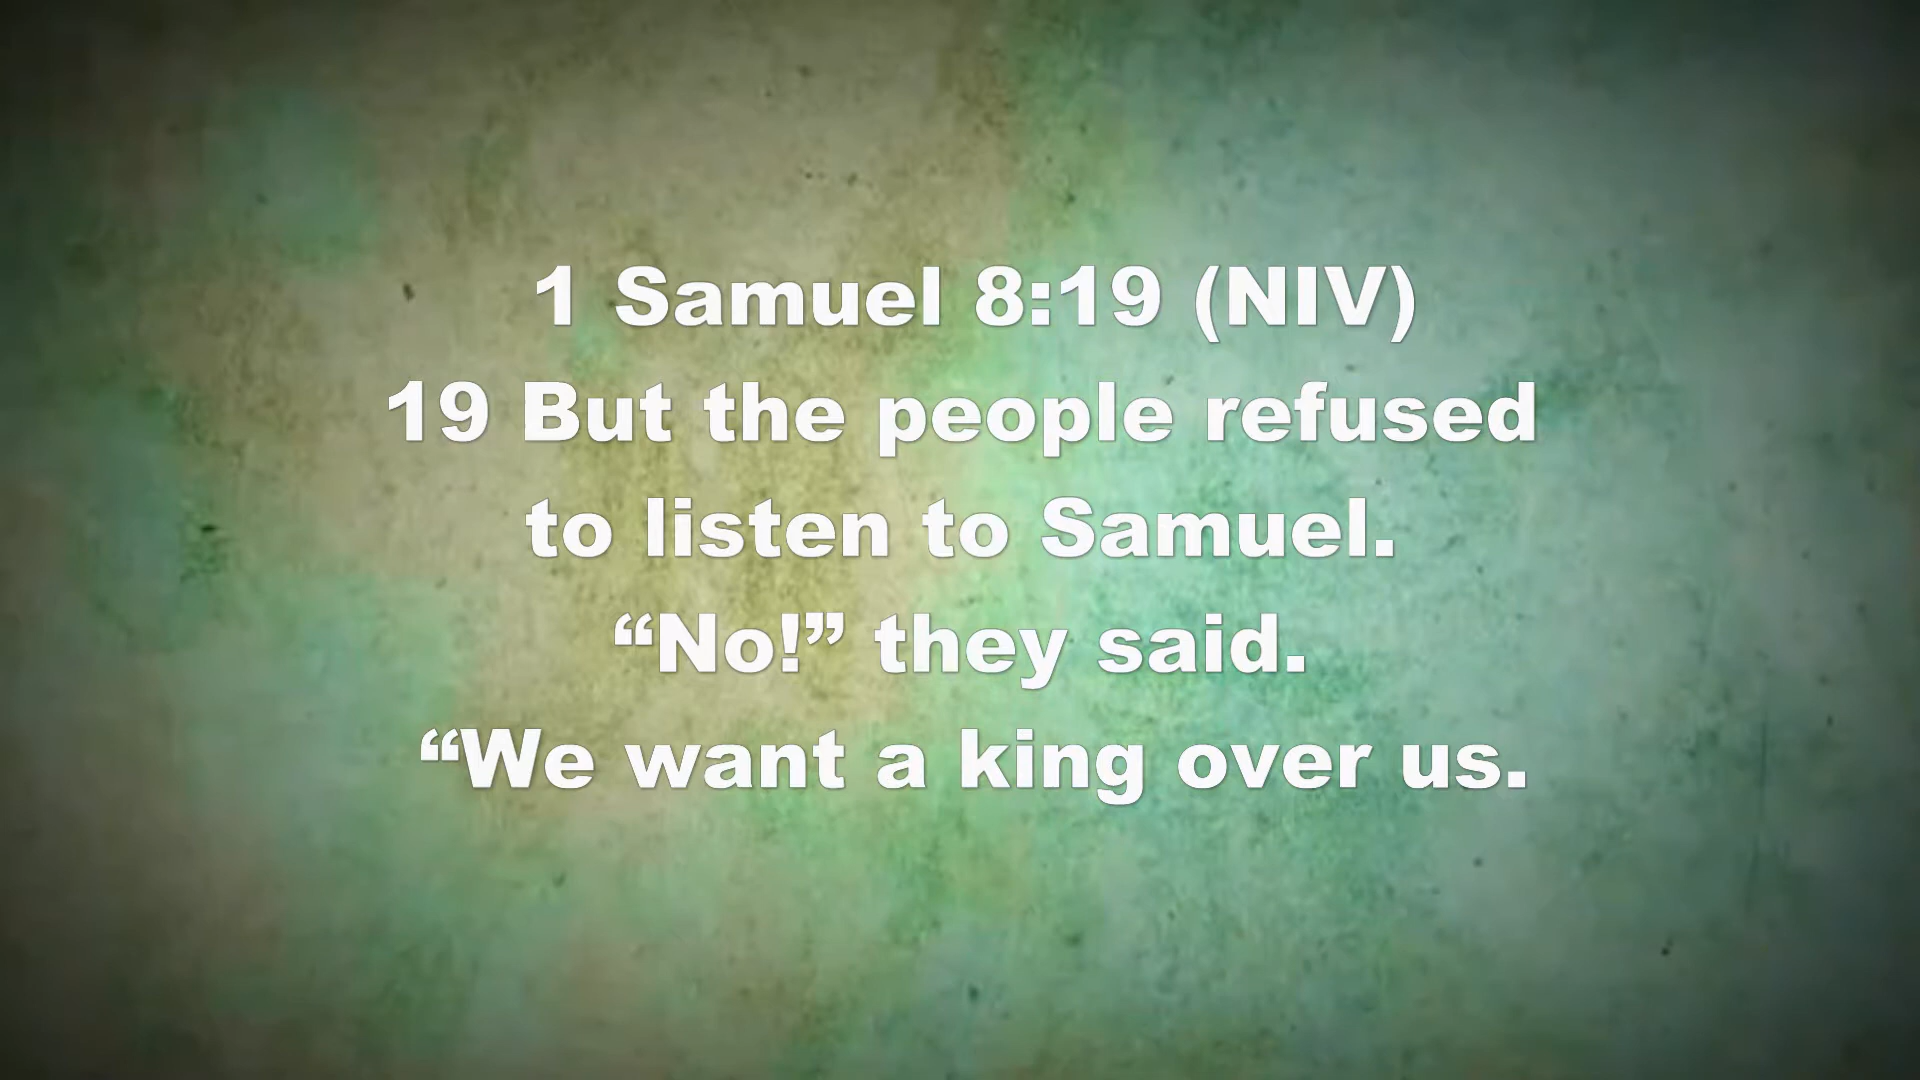 1 Samuel 8:19 (NIV)
19 But the people refused
to listen to Samuel.
“No!” they said.
“We want a king over us.